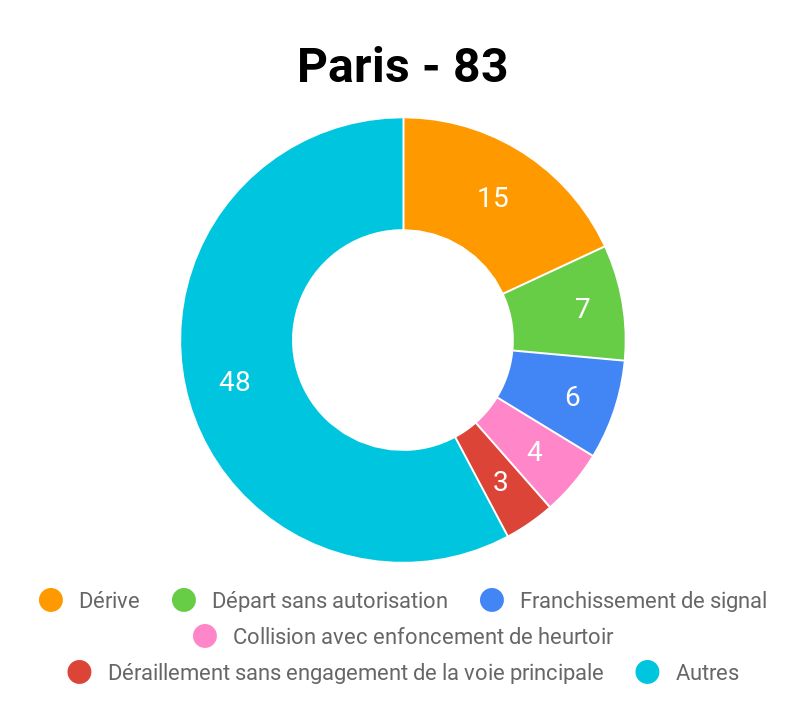 Paris - 83
15
7
6
4
3
48
Dérive Départ sans autorisation Franchissement de signal
Collision avec enfoncement de heurtoir
Déraillement sans engagement de la voie principale Autres